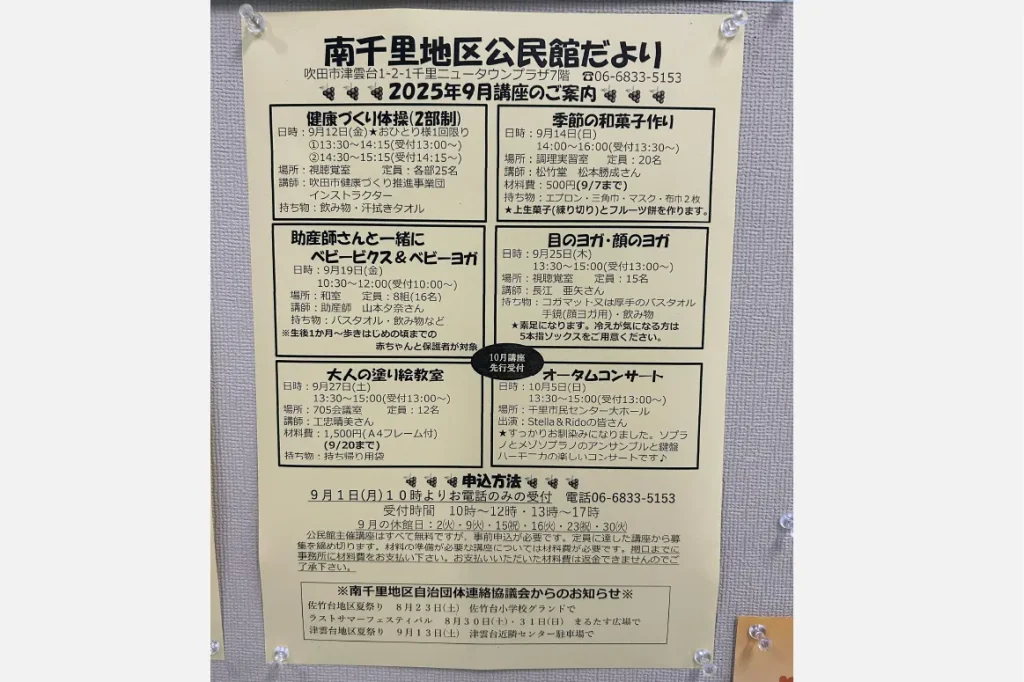 南千里地区公民館だより
吹田市津雲台1-2-1千里ニュータウンプラザ7階 ☎06-6833-5153
2025年9月講座のご案内
健康づくり体操(2部制)
日時：9月12日(金)★おひとり様1回限り
①13:30～14:15(受付13:00～)
②14:30～15:15(受付14:15～)
場所：視聴覚室 定員：各部25名
講師：吹田市健康づくり推進事業団
インストラクター
持ち物：飲み物・汗拭きタオル
季節の和菓子作り
日時：9月14日(日)
14:00～16:00(受付13:30～)
場所：調理実習室 定員：20名
講師：松竹堂 松本勝成さん
材料費：500円(9/7まで)
持ち物：エプロン・三角巾・マスク・布巾2枚
★上生菓子(練り切り)とフルーツ餅を作ります。
助産師さんと一緒に
ベビービクス＆ベビーヨガ
日時：9月19日(金)
10:30～12:00(受付10:00～)
場所：和室 定員：8組(16名)
講師：助産師 山本夕奈さん
持ち物：バスタオル・飲み物など
※生後1か月～歩きはじめの頃までの
赤ちゃんと保護者が対象
目のヨガ・顔のヨガ
日時：9月25日(木)
13:30～15:00(受付13:00～)
場所：視聴覚室 定員：15名
講師：長江 亜矢さん
持ち物：ヨガマット又は厚手のバスタオル
手鏡(顔ヨガ用)・飲み物
★素足になります。冷えが気になる方は
5本指ソックスをご用意ください。
大人の塗り絵教室
日時：9月27日(土)
13:30～15:00(受付13:00～)
場所：705会議室 定員：12名
講師：工忠晴美さん
材料費：1,500円(A4フレーム付)
(9/20まで)
持ち物：持ち帰り用袋
10月講座
先行受付
オータムコンサート
日時：10月5日(日)
13:30～15:00(受付13:00～)
場所：千里市民センター大ホール
出演：Stella＆Ridoの皆さん
★すっかりお馴染みになりました。ソプラ
ノとメゾソプラノのアンサンブルと鍵盤
ハーモニカの楽しいコンサートです♪
申込方法
9月1日(月)10時よりお電話のみの受付 電話06-6833-5153
受付時間 10時～12時・13時～17時
9月の休館日：2㈫・9㈫・15㈷・16㈫・23㈷・30㈫
公民館主催講座はすべて無料ですが、事前申込が必要です。定員に達した講座から募
集を締め切ります。材料の準備が必要な講座については材料費が必要です。期日までに
事務所に材料費をお支払い下さい。お支払いいただいた材料費は返金できませんのでご
了承下さい。
※南千里地区自治団体連絡協議会からのお知らせ※
佐竹台地区夏祭り 8月23日(土) 佐竹台小学校グランドで
ラストサマーフェスティバル 8月30日(土)・31日(日) まるたす広場で
津雲台地区夏祭り 9月13日(土) 津雲台近隣センター駐車場で